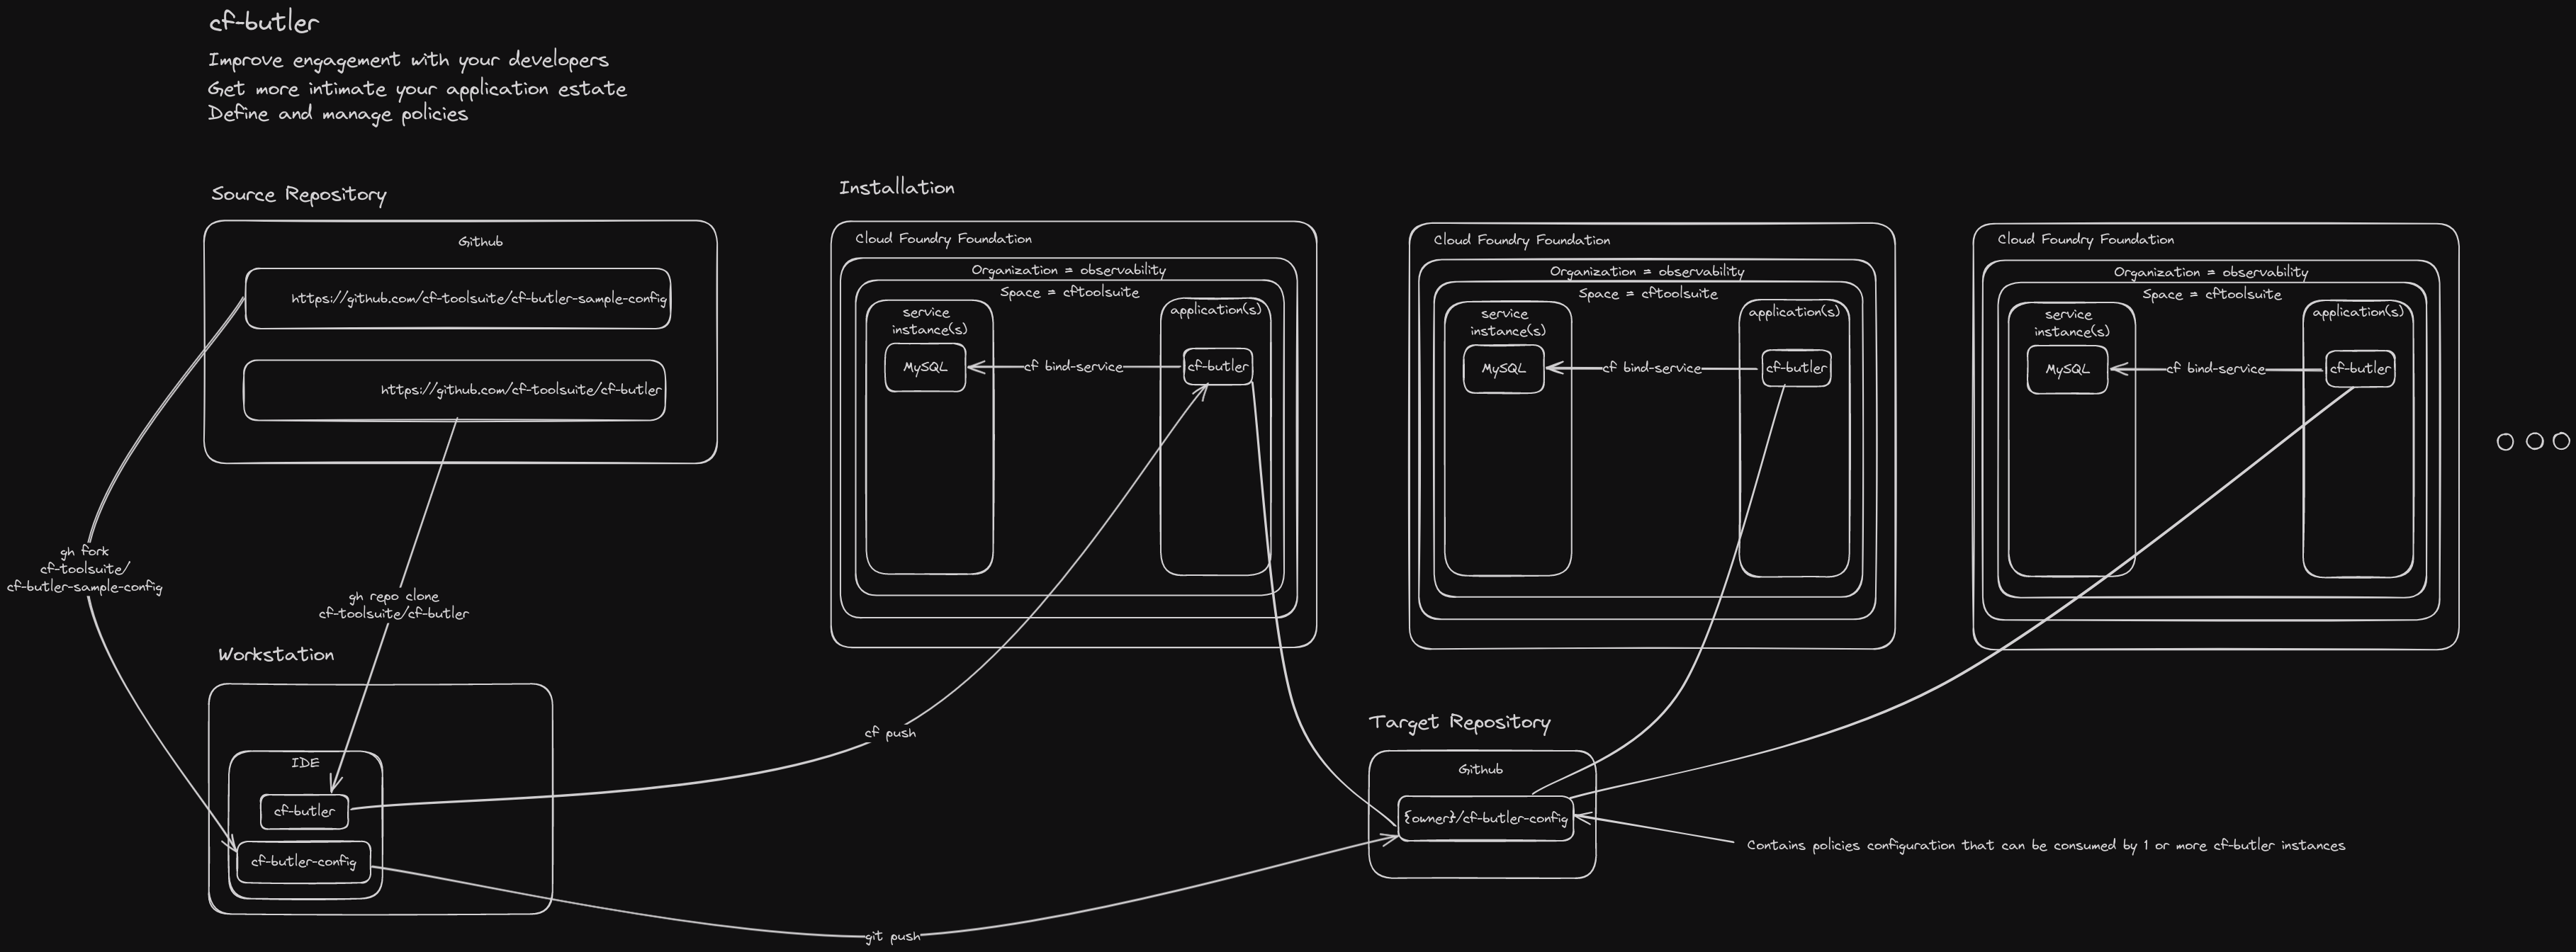 cf-butler
Improve engagement with your developers
Get more intimate your application estate
Define and manage policies
Source Repository
Github
https://github.com/cf-toolsuite/cf-butler-sample-config
https://github.com/cf-toolsuite/cf-butler
gh fork
cf-toolsuite/
cf-butler-sample-config
gh repo clone
cf-toolsuite/cf-butler
Workstation
IDE
cf-butler
cf-butler-config
cf push
git push
Installation
Cloud Foundry Foundation
Organization = observability
Space = cftoolsuite
service
instance(s)
MySQL
cf bind-service
application(s)
cf-butler
Cloud Foundry Foundation
Organization = observability
Space = cftoolsuite
service
instance(s)
MySQL
cf bind-service
application(s)
cf-butler
Cloud Foundry Foundation
Organization = observability
Space = cftoolsuite
service
instance(s)
MySQL
cf bind-service
application(s)
cf-butler
Target Repository
Github
{owner}/cf-butler-config
Contains policies configuration that can be consumed by 1 or more cf-butler instances